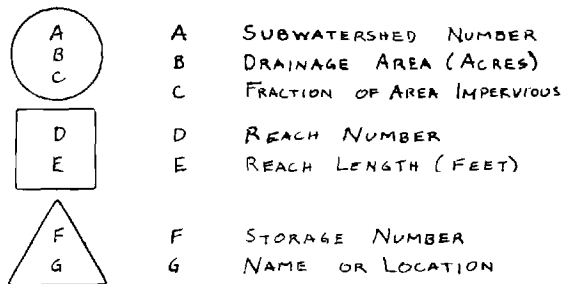 A A SUBWATERSHED NUMBER
B B DRAINAGE AREA (ACRES)
C C FRACTION OF AREA IMPERVIOUS
D D REACH NUMBER
E E REACH LENGTH (FEET)
F F STORAGE NUMBER
G G NAME OR LOCATION